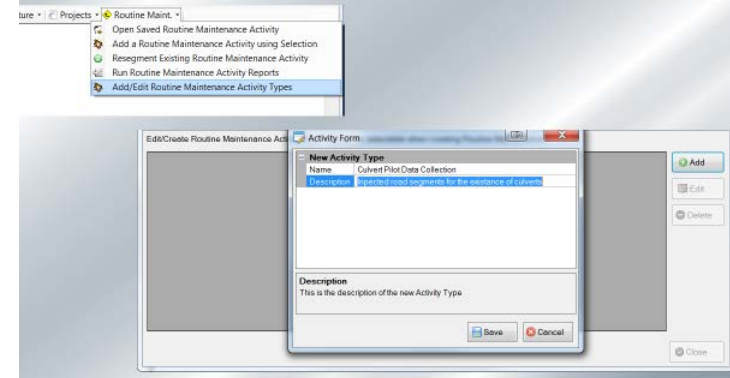 ture Projects Routine Maint.
Open Saved Routine Maintenance Activity
Add a Routine Maintenance Activity using Selection
Resegment Existing Routine Maintenance Activity
Run Routine Maintenance Activity Reports
Add/Edit Routine Maintenance Activity Types
Edit/Create Routine Maintenance Acti
Activity Form
New Activity Type
Name Culvert Pilot Data Collection
Description Inpected road segments for the existance of culverts
Description
This is the description of the new Activity Type
Save Cancel
Add
Edit
Delete
Close